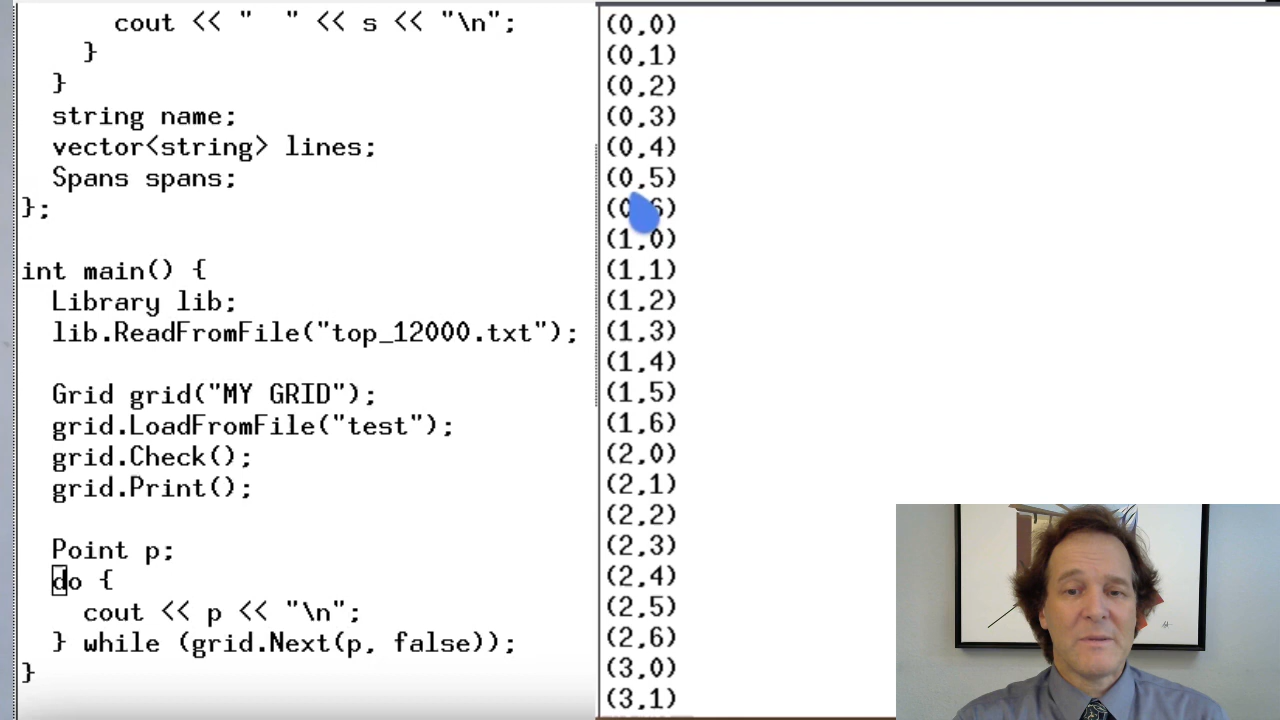 cout << "  " << s << "\n";
}
}
string name;
vector<string> lines;
Spans spans;
};
int main() {
Library lib;
lib.ReadFromFile("top_12000.txt");
Grid grid("MY GRID");
grid.LoadFromFile("test");
grid.Check();
grid.Print();
Point p;
do {
cout << p << "\n";
} while (grid.Next(p, false));
}
(0,0)
(0,1)
(0,2)
(0,3)
(0,4)
(0,5)
(0,6)
(1,0)
(1,1)
(1,2)
(1,3)
(1,4)
(1,5)
(1,6)
(2,0)
(2,1)
(2,2)
(2,3)
(2,4)
(2,5)
(2,6)
(3,0)
(3,1)